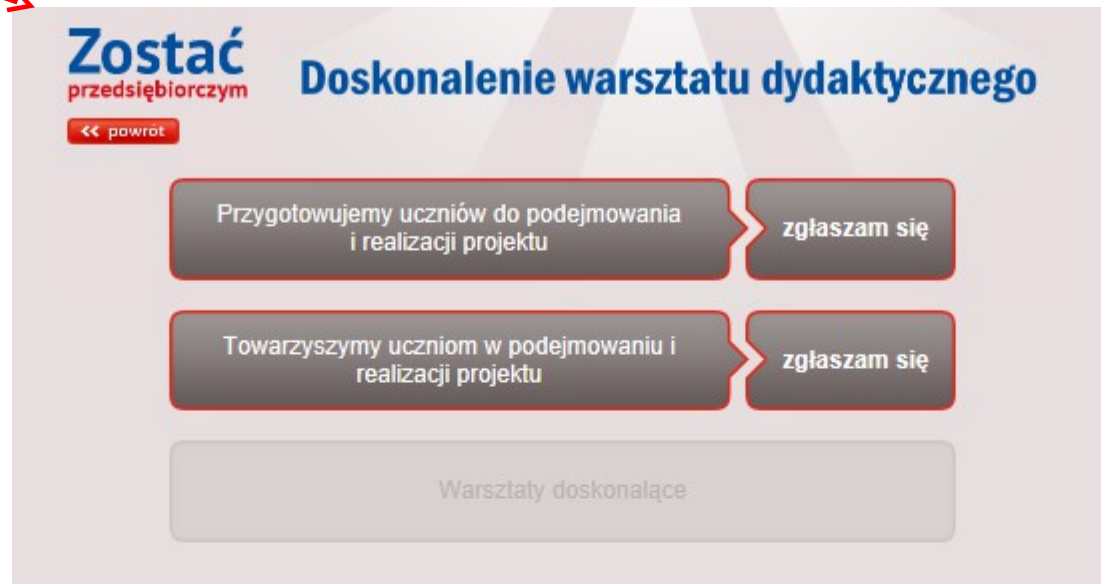 Zostać
przedsiębiorczym
Doskonalenie warsztatu dydaktycznego
<< powrót
Przygotowujemy uczniów do podejmowania
i realizacji projektu
zgłaszam się
Towarzyszymy uczniom w podejmowaniu i
realizacji projektu
zgłaszam się
Warsztaty doskonalące